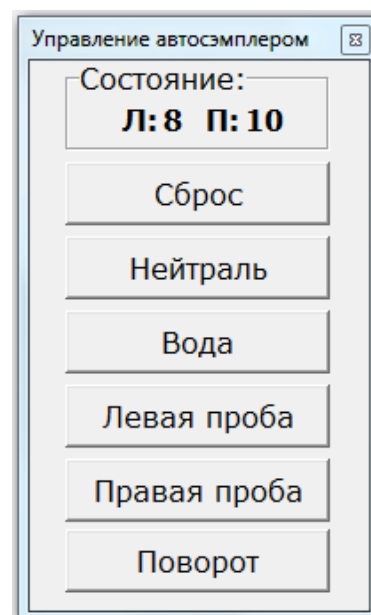 Управление автосэмплером
Состояние:
Л: 8 П: 10
Сброс
Нейтраль
Вода
Левая проба
Правая проба
Поворот